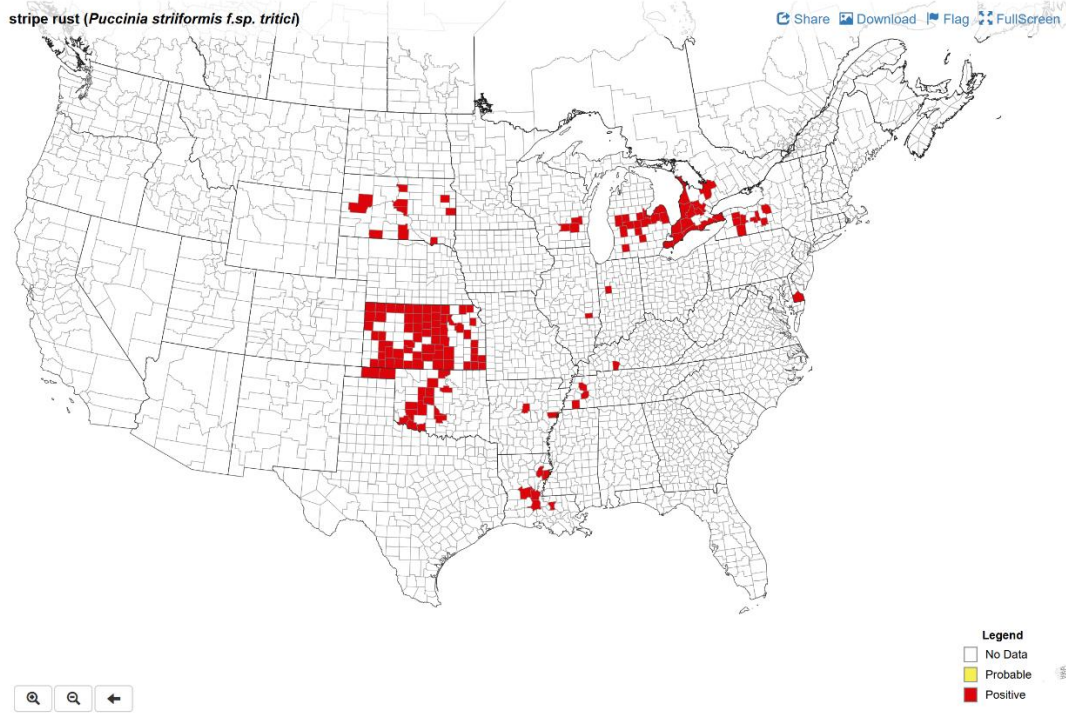 stripe rust (Puccinia striiformis f.sp. tritici)
Share Download Flag FullScreen
Legend
No Data
Probable
Positive